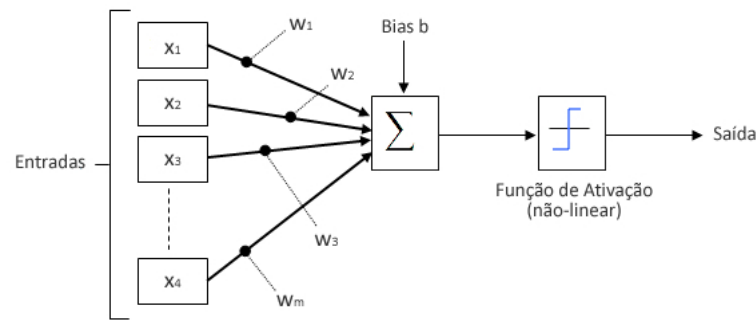 Entradas
x1
x2
x3
x4
w1
w2
w3
wm
Bias b
Σ
Função de Ativação
(não-linear)
Saída